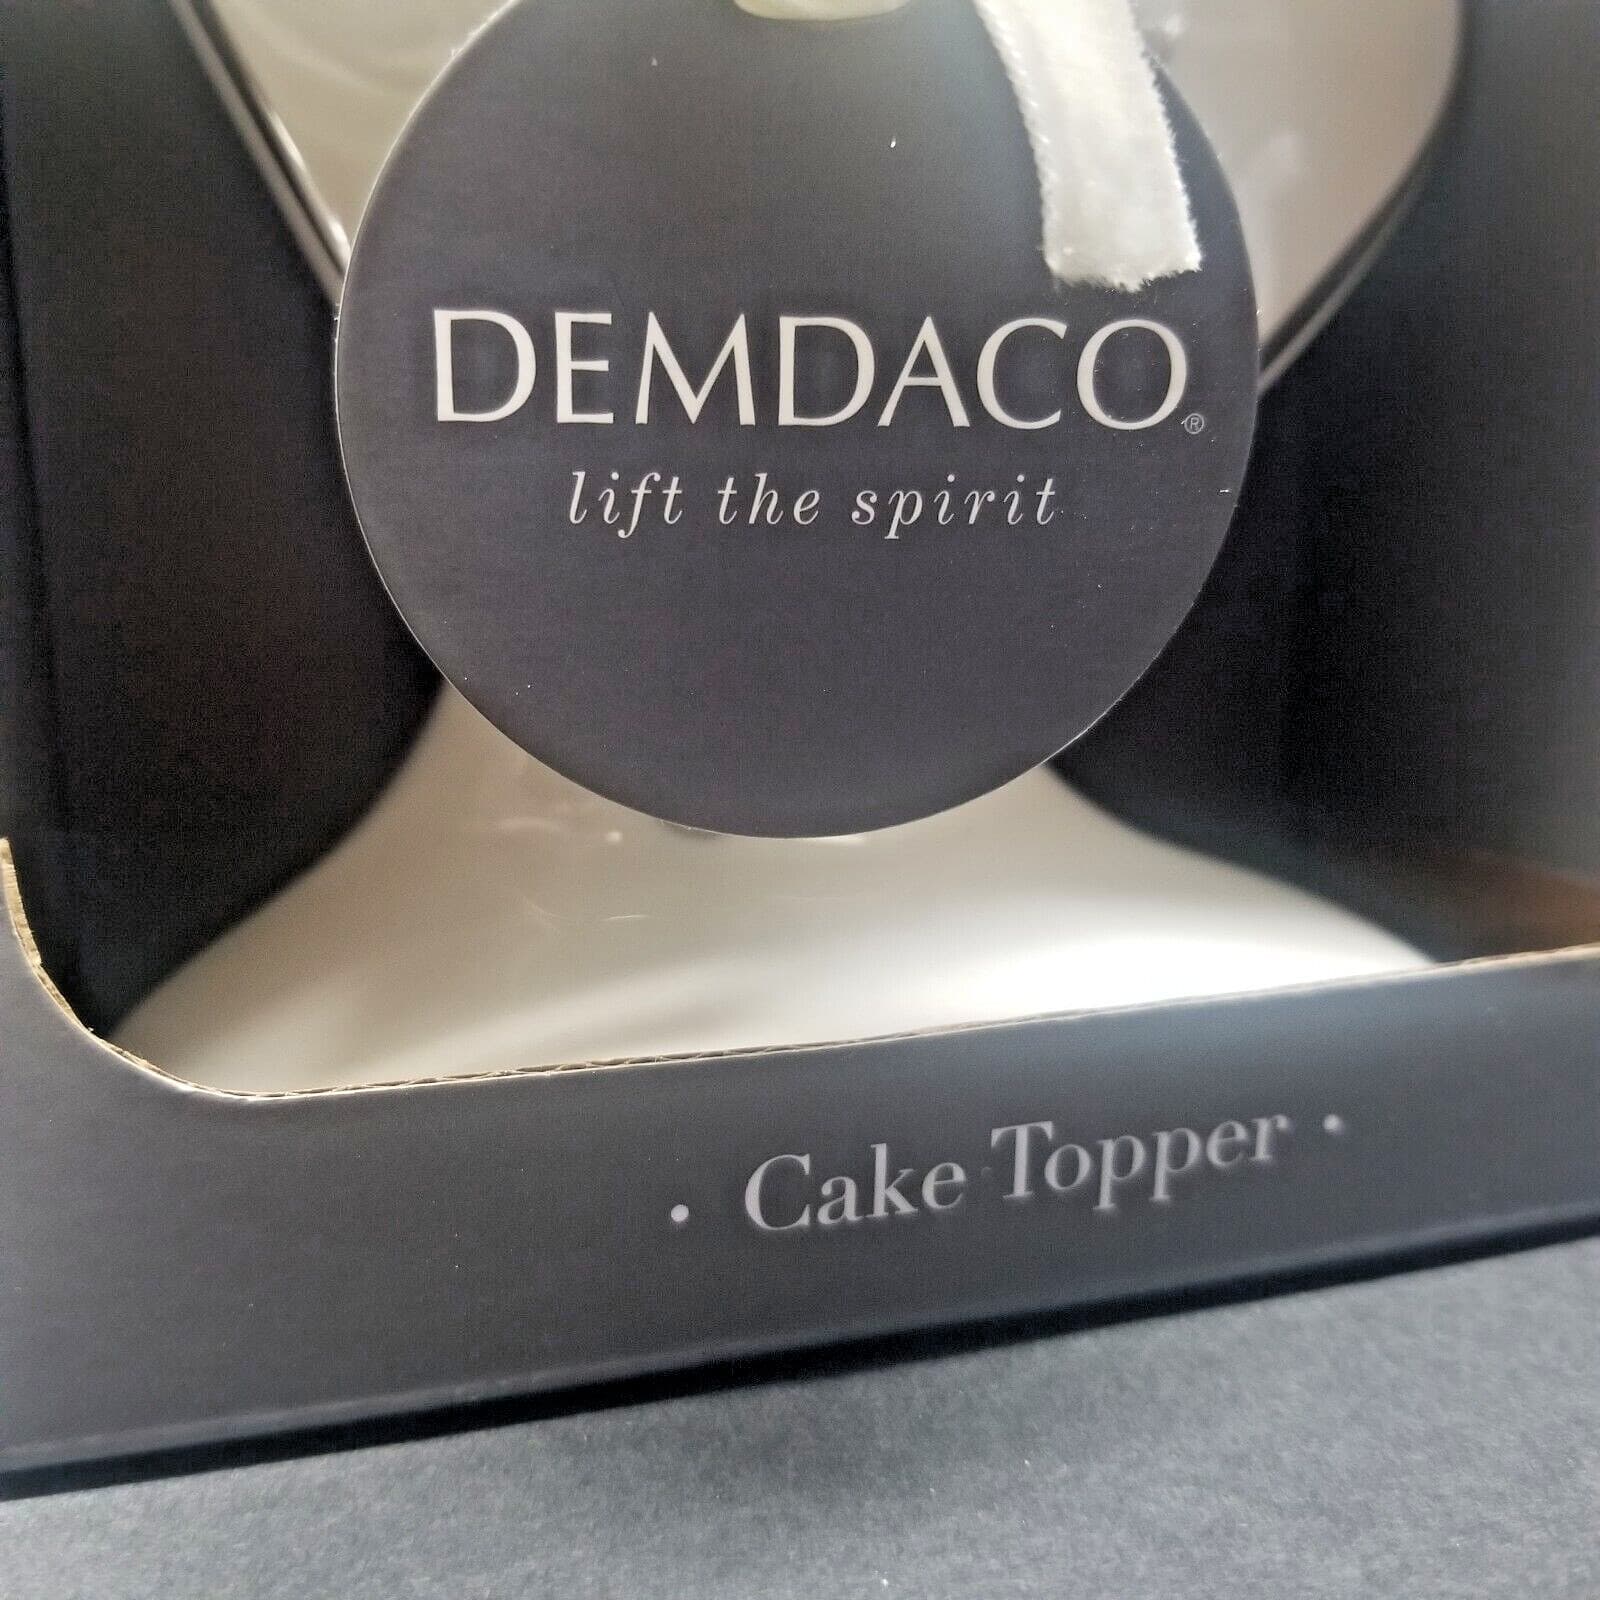 DEMDACO®
lift the spirit
· Cake Topper ·